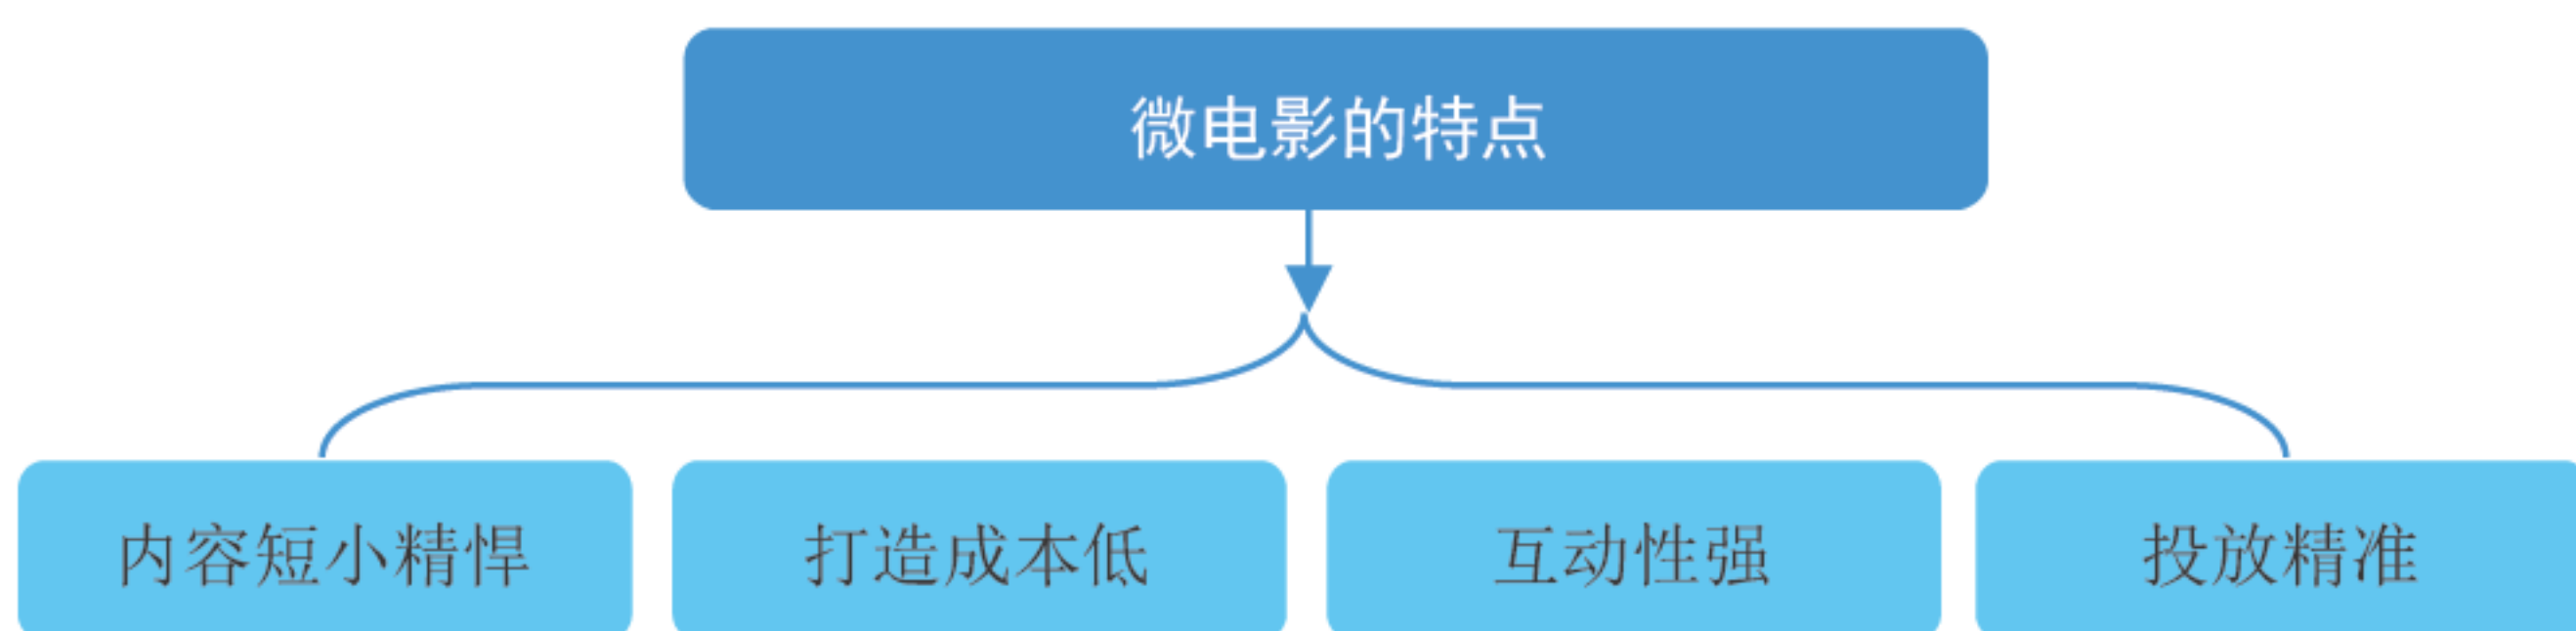 微电影的特点
内容短小精悍
打造成本低
互动性强
投放精准